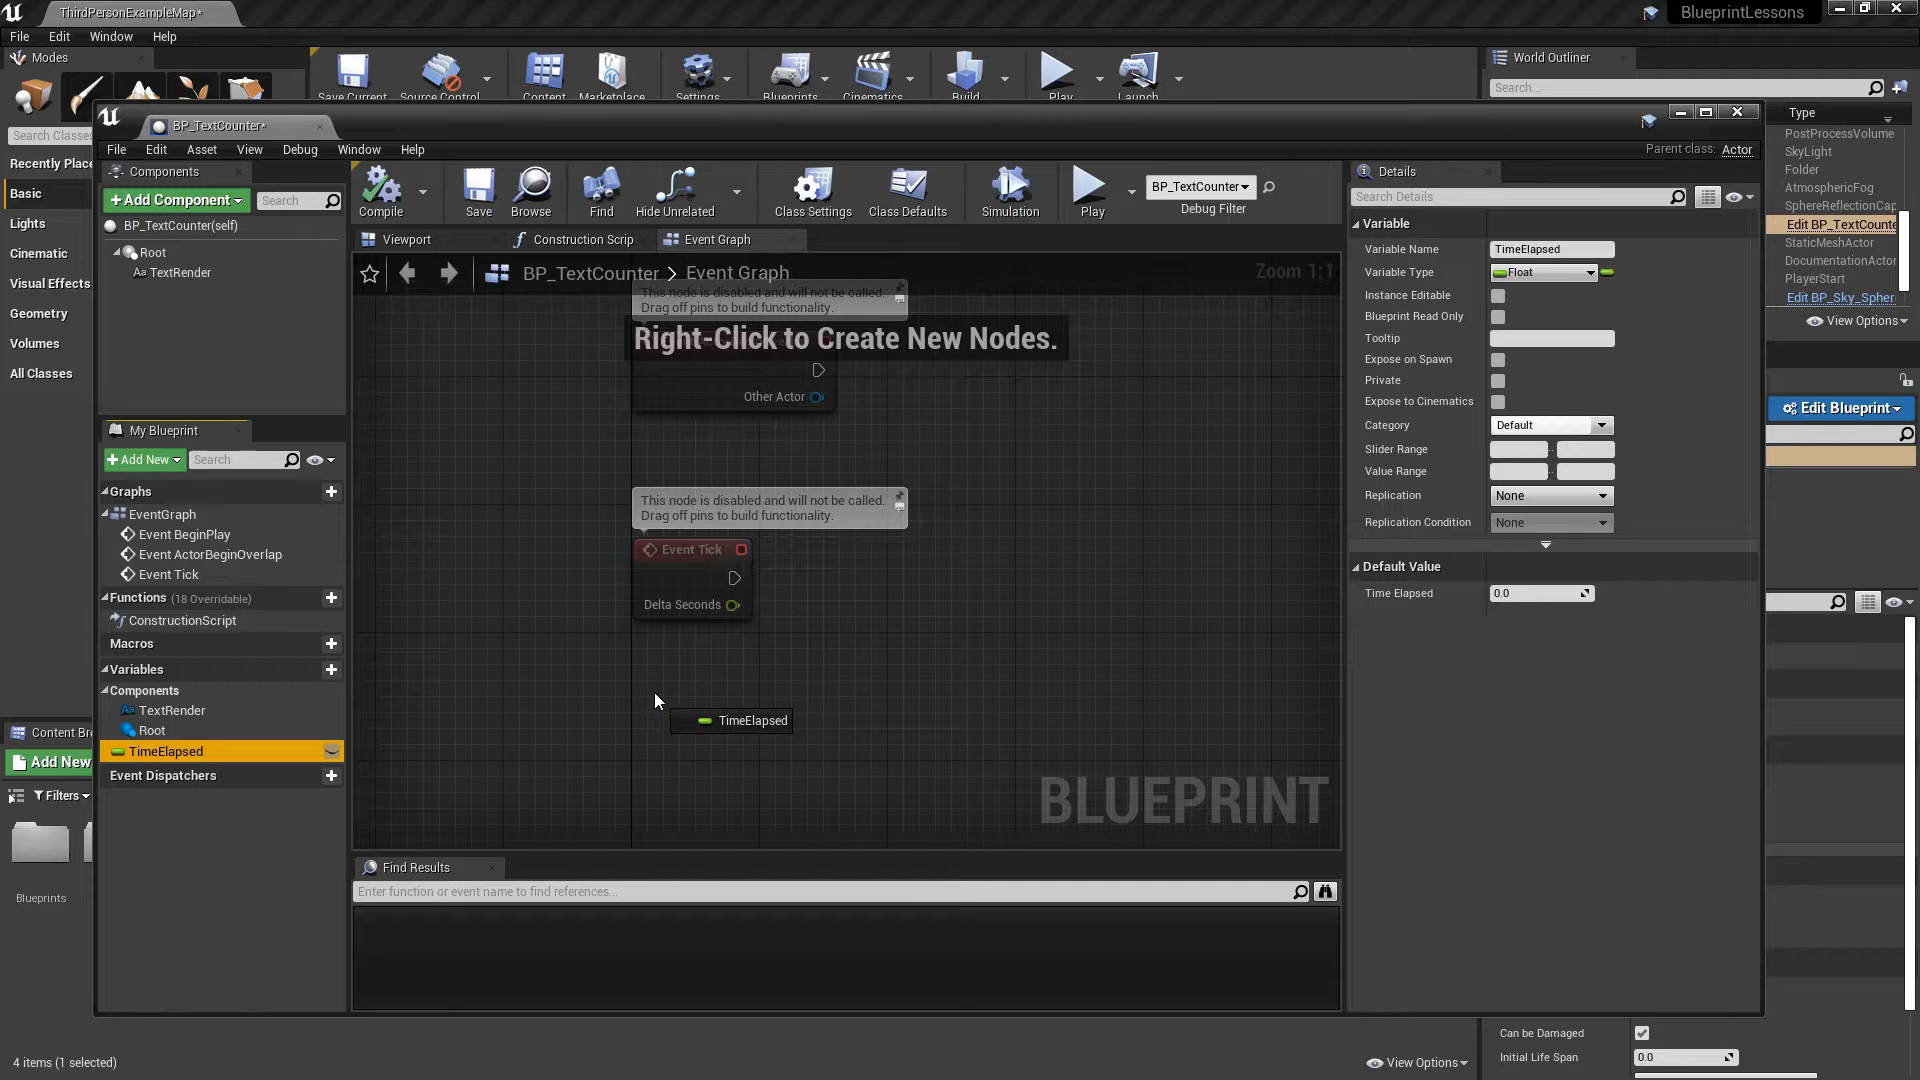 ThirdPersonExampleMap*
BlueprintLessons
File Edit Window Help
Modes
Save Current Source Control Content Marketplace Settings Blueprints Cinematics Build Play Launch
World Outliner
Search...
Type
Search Classes
PostProcessVolume
SkyLight
Folder
AtmosphericFog
SphereReflectionCap
Edit BP_TextCounte
StaticMeshActor
DocumentationActor
PlayerStart
Edit BP_Sky_Spher
View Options
Edit Blueprint
Recently Place
Basic
Lights
Cinematic
Visual Effects
Geometry
Volumes
All Classes
BP_TextCounter*
File Edit Asset View Debug Window Help
Parent class: Actor
Components
+Add Component
Search
BP_TextCounter(self)
Root
TextRender
Compile Save Browse Find Hide Unrelated Class Settings Class Defaults Simulation Play
BP_TextCounter
Debug Filter
Viewport
Construction Scrip
Event Graph
BP_TextCounter > Event Graph
Zoom 1:1
This node is disabled and will not be called.
Drag off pins to build functionality.
Right-Click to Create New Nodes.
Other Actor
This node is disabled and will not be called.
Drag off pins to build functionality.
Event Tick
Delta Seconds
TimeElapsed
BLUEPRINT
My Blueprint
+Add New
Search
Graphs
EventGraph
Event BeginPlay
Event ActorBeginOverlap
Event Tick
Functions (18 Overridable)
ConstructionScript
Macros
Variables
Components
TextRender
Root
TimeElapsed
Event Dispatchers
Details
Search Details
Variable
Variable Name TimeElapsed
Variable Type Float
Instance Editable
Blueprint Read Only
Tooltip
Expose on Spawn
Private
Expose to Cinematics
Category Default
Slider Range
Value Range
Replication None
Replication Condition None
Default Value
Time Elapsed 0.0
Find Results
Enter function or event name to find references...
Content Br
Add New
Filters
Blueprints
4 items (1 selected)
View Options
Can be Damaged
Initial Life Span 0.0